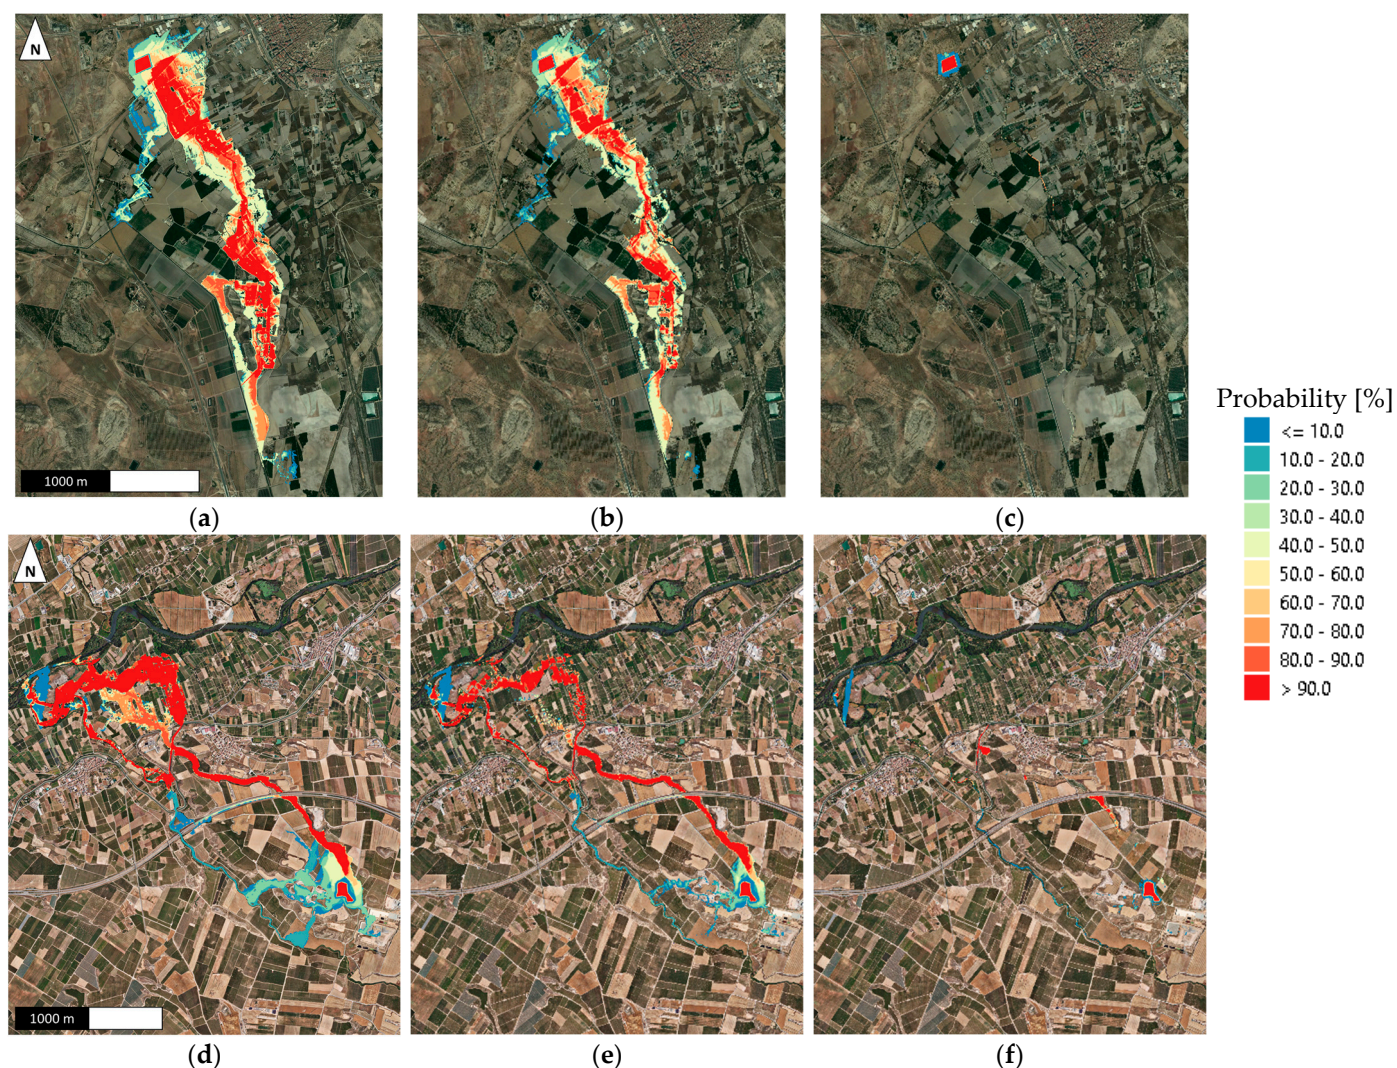 N
1000 m
(a)
(b)
(c)
Probability [%]
<= 10.0
10.0 - 20.0
20.0 - 30.0
30.0 - 40.0
40.0 - 50.0
50.0 - 60.0
60.0 - 70.0
70.0 - 80.0
80.0 - 90.0
> 90.0
N
1000 m
(d)
(e)
(f)